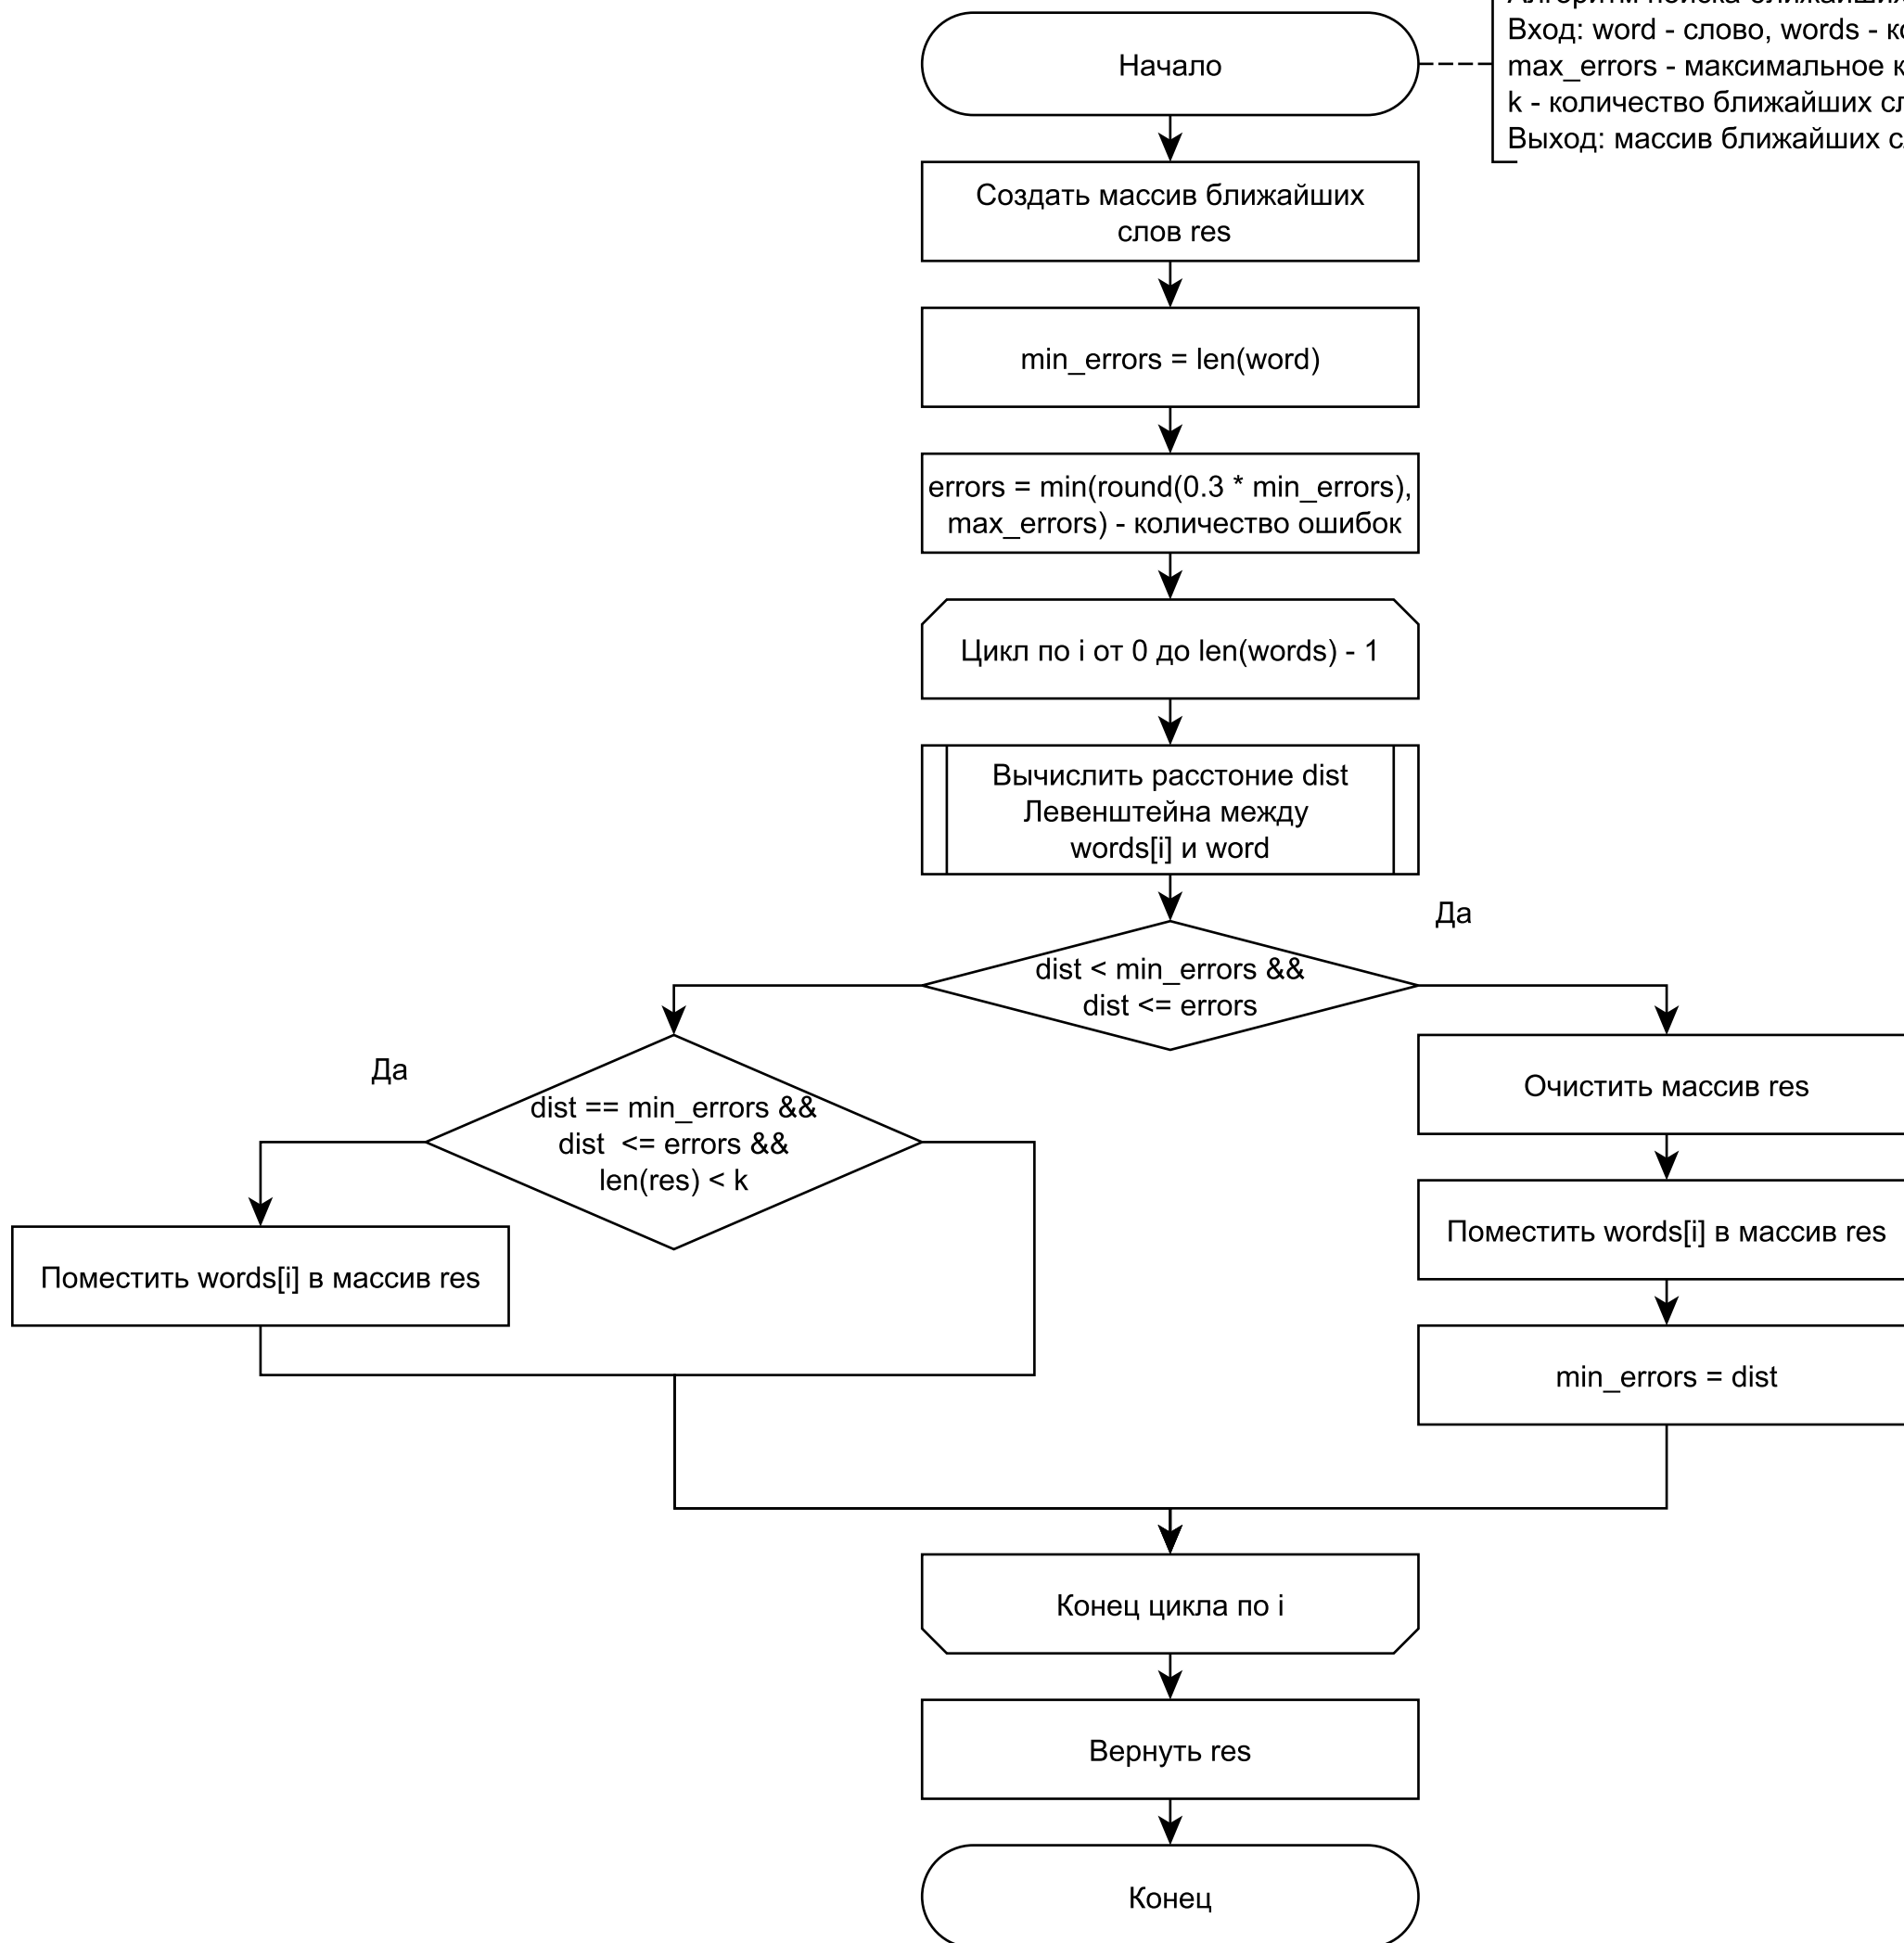 Начало
Алгоритм поиска ближайших
Вход: word - слово, words -
max_errors - максимальное
k - количество ближайших
Выход: массив ближайших
Создать массив ближайших
слов res
min_errors = len(word)
errors = min(round(0.3 * min_errors),
max_errors) - количество ошибок
Цикл по i от 0 до len(words) - 1
Вычислить расстоние dist
Левенштейна между
words[i] и word
Да
dist < min_errors &&
dist <= errors
Да
dist == min_errors &&
dist  <= errors &&
len(res) < k
Очистить массив res
Поместить words[i] в массив res
Поместить words[i] в массив res
min_errors = dist
Конец цикла по i
Вернуть res
Конец